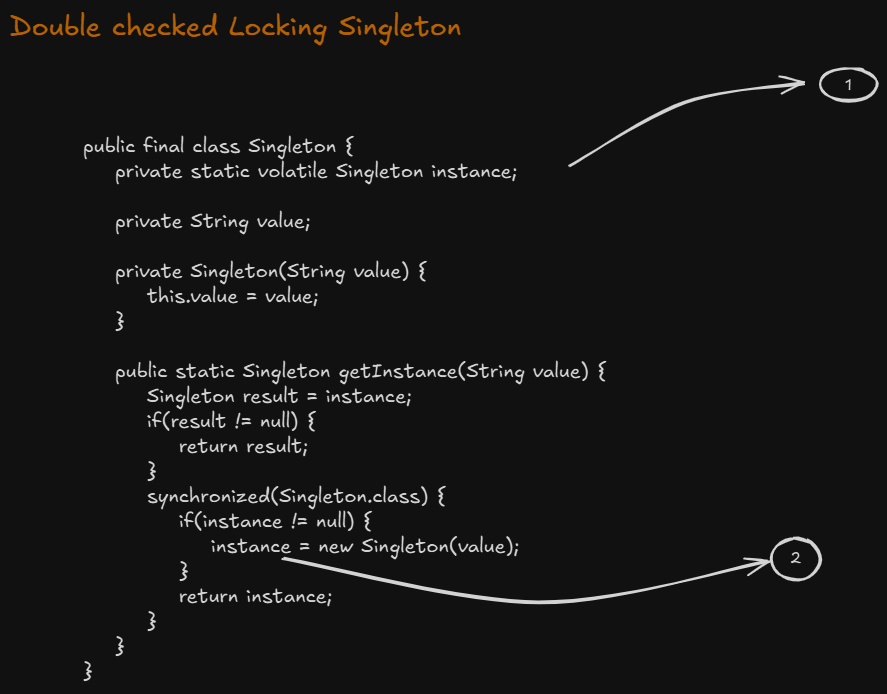 Double checked Locking Singleton
1
public final class Singleton {
private static volatile Singleton instance;
private String value;
private Singleton(String value) {
this.value = value;
}
public static Singleton getInstance(String value) {
Singleton result = instance;
if(result != null) {
return result;
}
synchronized(Singleton.class) {
if(instance != null) {
instance = new Singleton(value);
2
}
return instance;
}
}
}